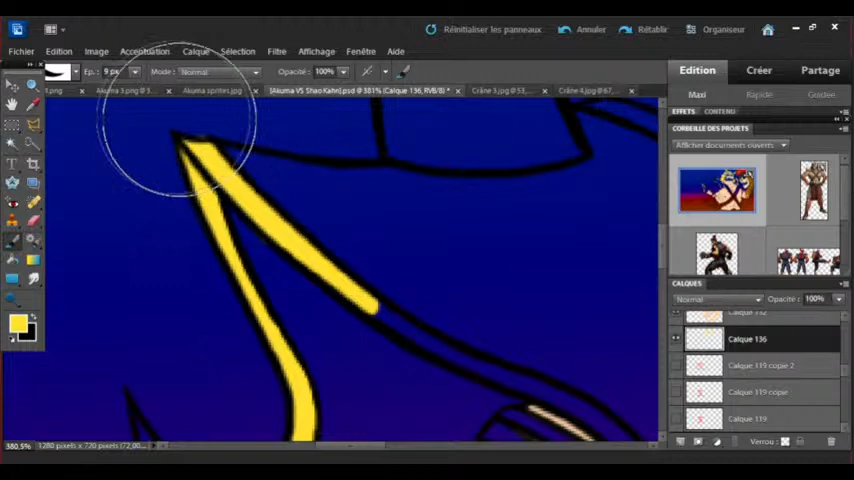 Réinitialiser les panneaux Annuler Rétablir Organiseur
Fichier Edition Image Accentuation Calque Sélection Filtre Affichage Fenêtre Aide
Ep. : 9 px Mode : Normal Opacité : 100%
Edition Créer Partage
1.png Akuma 3.png @ 3... Akuma sprites.jpg [Akuma VS Shao Kahn].psd @ 381% (Calque 136, RVB/8) * Crâne 3.jpg @ 53,... Crâne 4.jpg @ 67,...
Maxi Rapide Guidée
EFFETS CONTENU
CORBEILLE DES PROJETS
Afficher documents ouverts
CALQUES
Normal Opacité : 100%
Calque 132
Calque 136
Calque 119 copie 2
Calque 119 copie
Calque 119
Verrou :
380.5% 1280 pixels x 720 pixels (72,00...